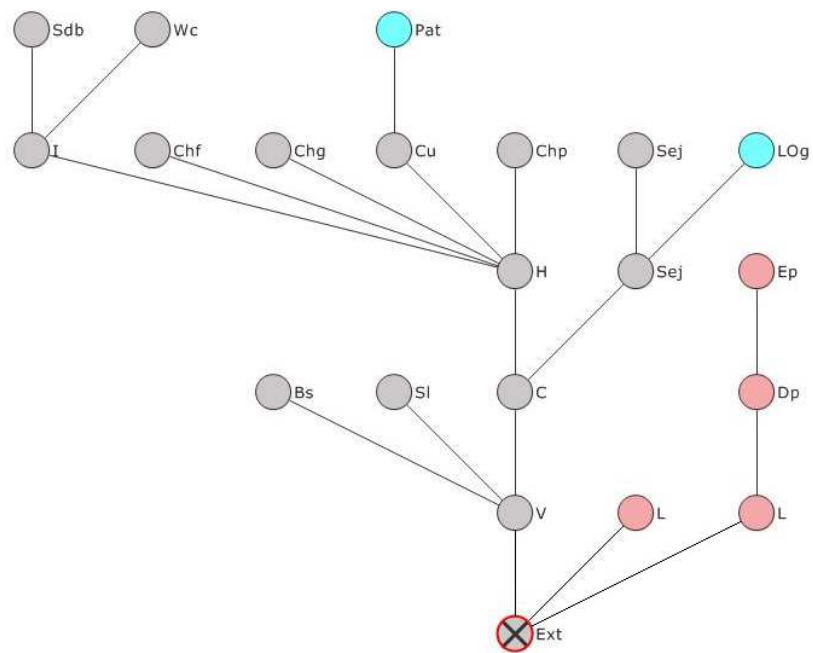 Sdb Wc Pat
I Chf Chg Cu Chp Sej LOg
H Sej Ep
Bs Sl C Dp
V L L
Ext